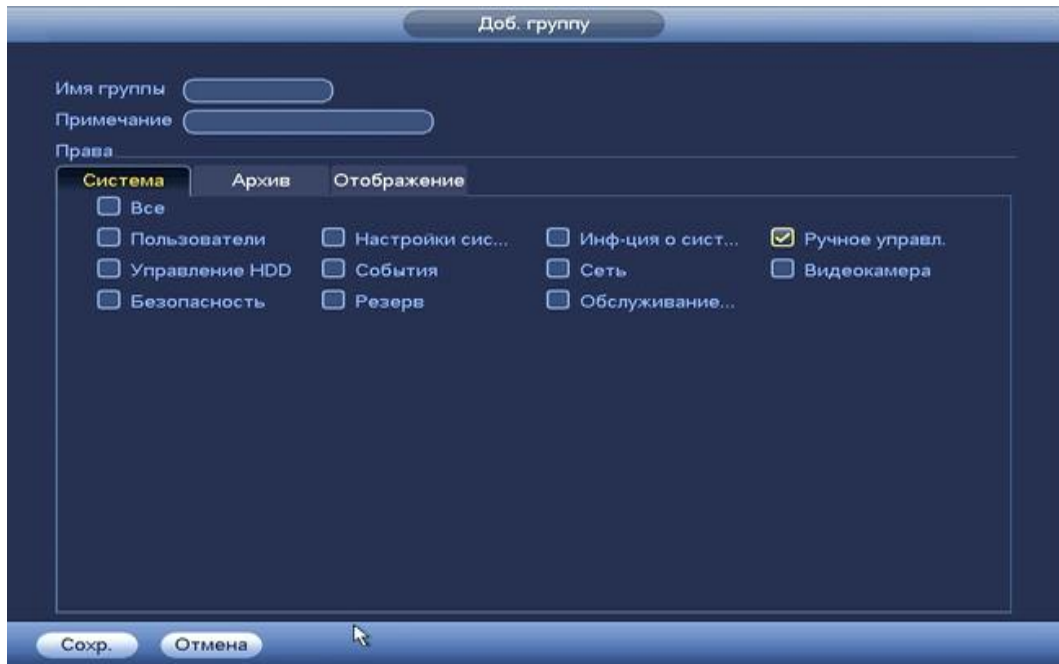 Доб. группу
Имя группы
Примечание
Права
Система Архив Отображение
Все
Пользователи Настройки сис... Инф-ция о сист... Ручное управл.
Управление HDD События Сеть Видеокамера
Безопасность Резерв Обслуживание...
Сохр. Отмена